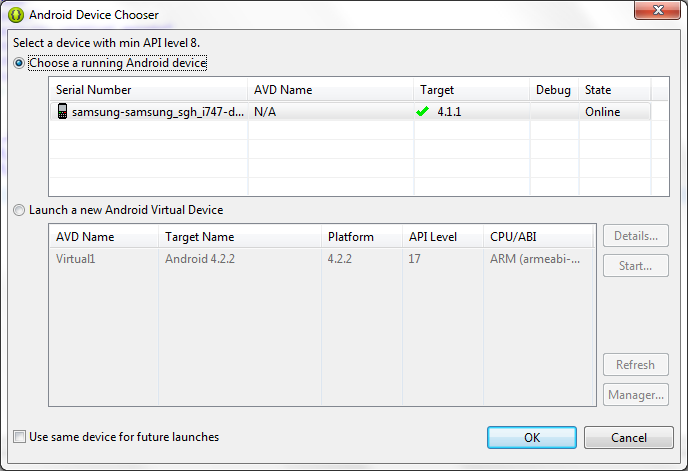 Android Device Chooser
Select a device with min API level 8.
Choose a running Android device
Serial Number AVD Name Target Debug State
samsung-samsung_sgh_i747-d... N/A 4.1.1 Online
Launch a new Android Virtual Device
AVD Name Target Name Platform API Level CPU/ABI Details...
Virtual1 Android 4.2.2 4.2.2 17 ARM (armeabi-... Start...
Refresh
Manager...
Use same device for future launches OK Cancel